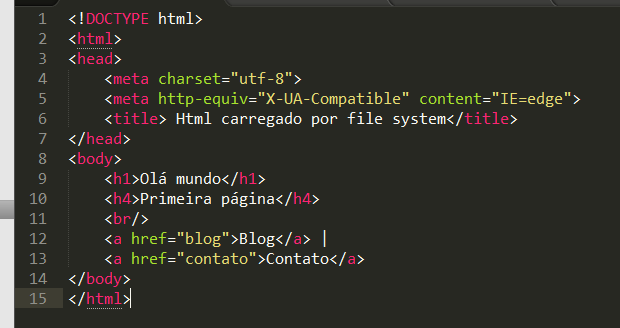 1 <!DOCTYPE html>
2 <html>
3 <head>
4 <meta charset="utf-8">
5 <meta http-equiv="X-UA-Compatible" content="IE=edge">
6 <title> Html carregado por file system</title>
7 </head>
8 <body>
9 <h1>Olá mundo</h1>
10 <h4>Primeira página</h4>
11 <br/>
12 <a href="blog">Blog</a> |
13 <a href="contato">Contato</a>
14 </body>
15 </html>